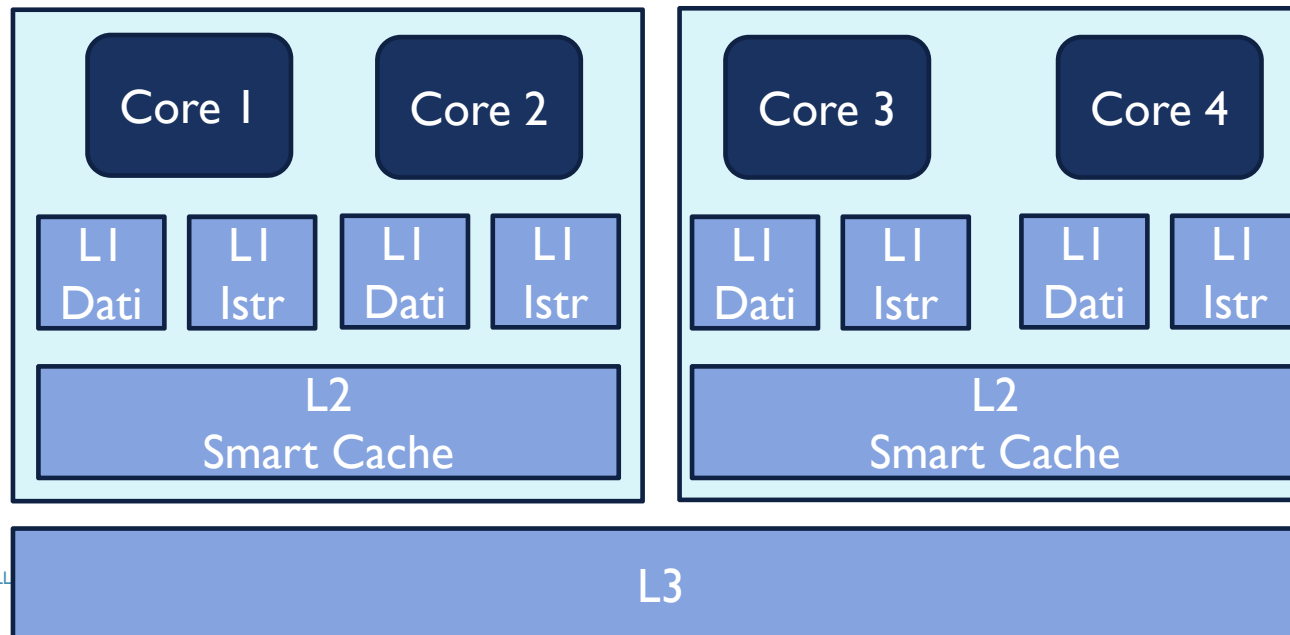 Core 1
Core 2
Core 3
Core 4
L1
Dati
L1
Istr
L1
Dati
L1
Istr
L1
Dati
L1
Istr
L1
Dati
L1
Istr
L2
Smart Cache
L2
Smart Cache
L3